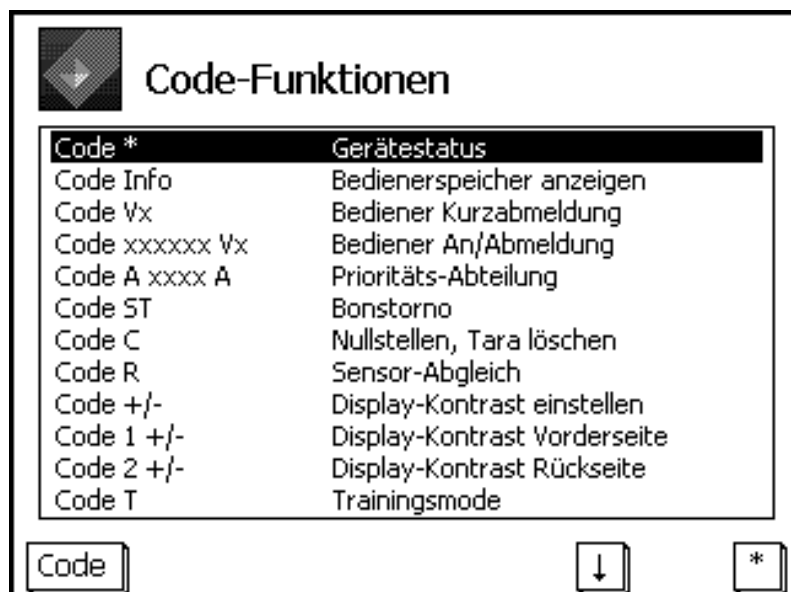 Code-Funktionen
Code * Gerätestatus
Code Info Bedienerspeicher anzeigen
Code Vx Bediener Kurzabmeldung
Code xxxxxx Vx Bediener An/Abmeldung
Code A xxxx A Prioritäts-Abteilung
Code ST Bonstorno
Code C Nullstellen, Tara löschen
Code R Sensor-Abgleich
Code +/- Display-Kontrast einstellen
Code 1 +/- Display-Kontrast Vorderseite
Code 2 +/- Display-Kontrast Rückseite
Code T Trainingsmode
Code ↓ *